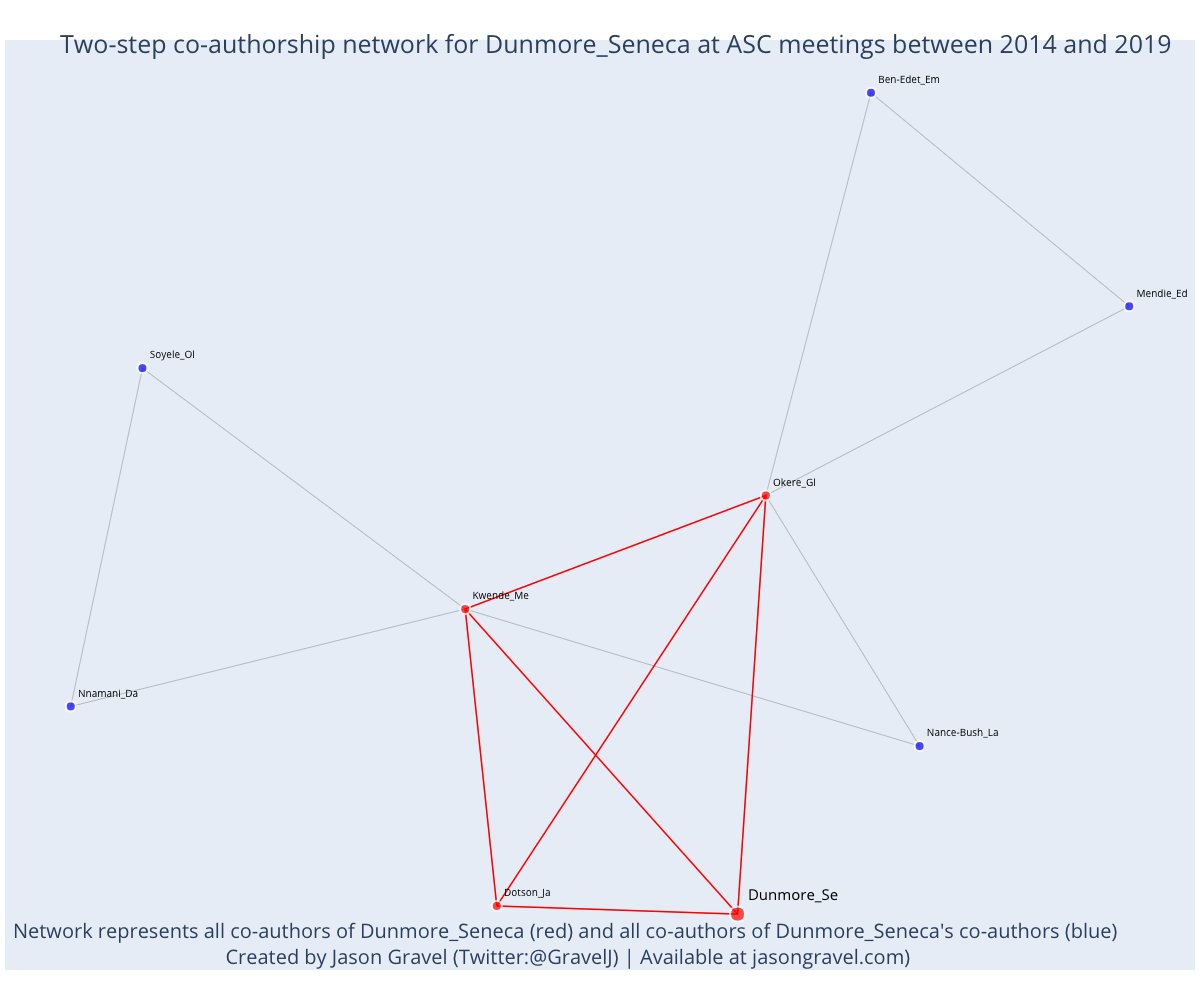 Two-step co-authorship network for Dunmore_Seneca at ASC meetings between 2014 and 2019
Ben-Edet_Em
Mendie_Ed
Soyele_Ol
Okere_Gl
Kwende_Me
Nnamani_Da
Nance-Bush_La
Dotson_Ja
Dunmore_Se
Network represents all co-authors of Dunmore_Seneca (red) and all co-authors of Dunmore_Seneca's co-authors (blue)
Created by Jason Gravel (Twitter:@GravelJ) | Available at jasongravel.com)